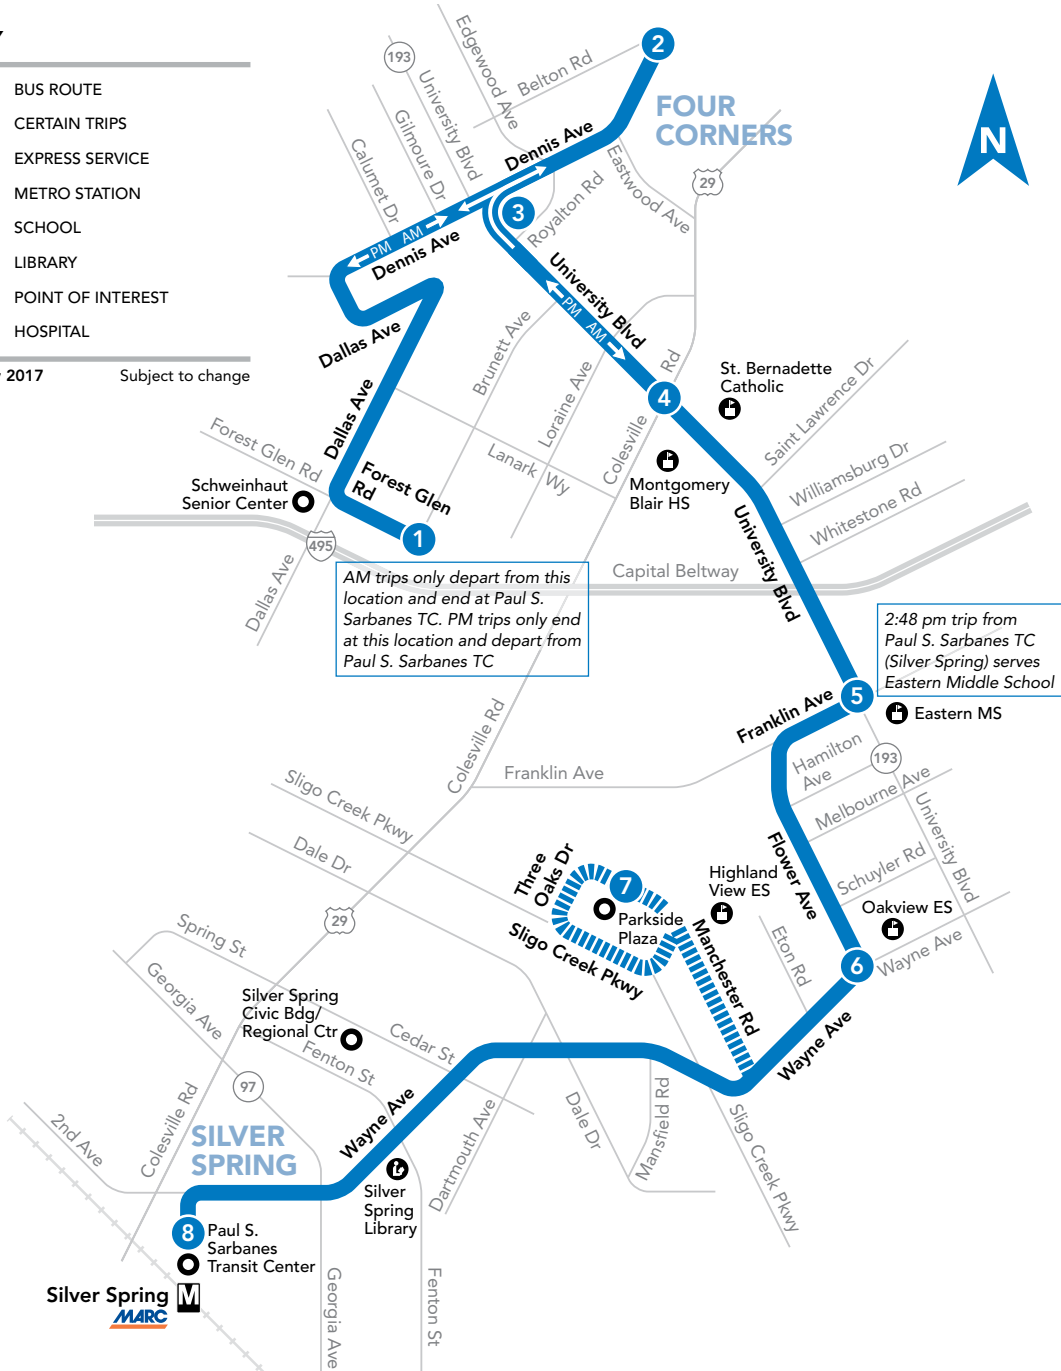 BUS ROUTE
CERTAIN TRIPS
EXPRESS SERVICE
METRO STATION
SCHOOL
LIBRARY
POINT OF INTEREST
HOSPITAL
2017
Subject to change
193
Edgewood Ave
Belton Rd
2
University Blvd
Gilmoure Dr
Calumet Dr
FOUR
CORNERS
N
Dennis Ave
Eastwood Ave
29
Royalton Rd
3
PM AM
Dennis Ave
University Blvd
PM AM
Dallas Ave
Brunett Ave
Loraine Ave
Rd
Colesville
4
St. Bernadette
Catholic
Saint Lawrence Dr
Dallas Ave
Forest Glen Rd
Lanark Wy
Montgomery
Blair HS
Williamsburg Dr
Whitestone Rd
Schweinhaut
Senior Center
Forest Glen
Rd
1
495
University Blvd
Capital Beltway
Dallas Ave
AM trips only depart from this
location and end at Paul S.
Sarbanes TC. PM trips only end
at this location and depart from
Paul S. Sarbanes TC
2:48 pm trip from
Paul S. Sarbanes TC
(Silver Spring) serves
Eastern Middle School
5
Franklin Ave
Eastern MS
Colesville Rd
Hamilton
Ave
193
Franklin Ave
Melbourne Ave
University Blvd
Sligo Creek Pkwy
Dale Dr
Three
Oaks Dr
7
Parkside
Plaza
Highland
View ES
Flower Ave
Schuyler Rd
Oakview ES
29
Sligo Creek Pkwy
Manchester Rd
Eton Rd
6
Wayne Ave
Spring St
Georgia Ave
Silver Spring
Civic Bdg/
Regional Ctr
Cedar St
Fenton St
Wayne Ave
97
Wayne Ave
Colesville Rd
2nd Ave
SILVER
SPRING
Dartmouth Ave
Dale Dr
Mansfield Rd
Sligo Creek Pkwy
Silver
Spring
Library
8
Paul S.
Sarbanes
Transit Center
Silver Spring
M
MARC
Georgia Ave
Fenton St